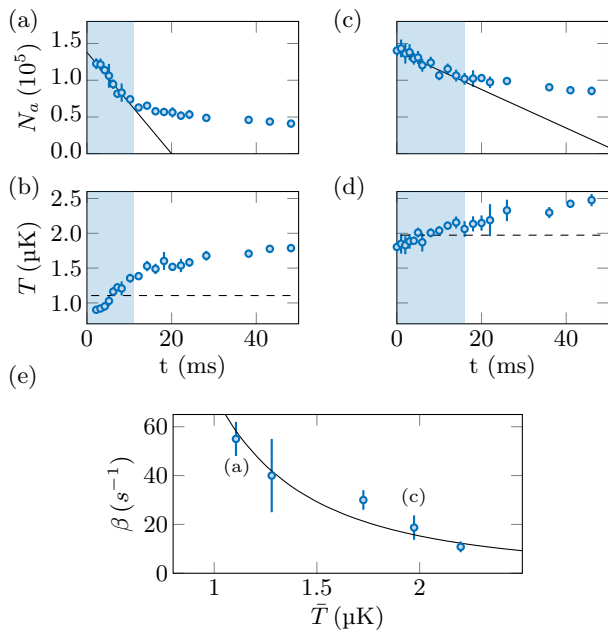 (a)
(c)
1.5
1.0
0.5
0.0
N_a (10^5)
(b)
(d)
2.5
2.0
1.5
1.0
T (µK)
0 20 40
0 20 40
t (ms)
t (ms)
(e)
60
40
20
0
β (s^{-1})
(a)
(c)
1 1.5 2
T̄ (µK)